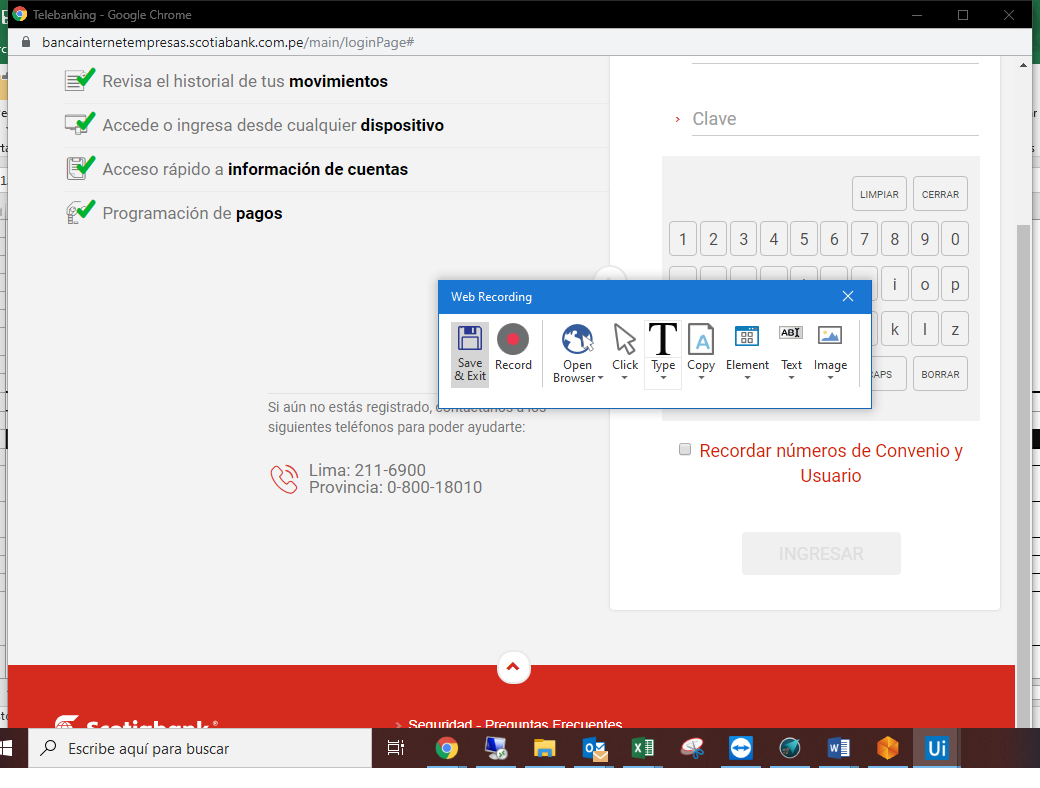 Telebanking - Google Chrome
bancainternetempresas.scotiabank.com.pe/main/loginPage#
Revisa el historial de tus movimientos
Accede o ingresa desde cualquier dispositivo
Acceso rápido a información de cuentas
Programación de pagos
Clave
LIMPIAR CERRAR
1 2 3 4 5 6 7 8 9 0
i o p
k l z
CAPS BORRAR
Web Recording
Save & Exit
Record
Open Browser
Click
Type
Copy
Element
Text
Image
Si aún no estás registrado, contáctanos a los
siguientes teléfonos para poder ayudarte:
Lima: 211-6900
Provincia: 0-800-18010
Recordar números de Convenio y
Usuario
INGRESAR
Scotiabank®
> Seguridad - Preguntas Frecuentes
Escribe aquí para buscar
Ui